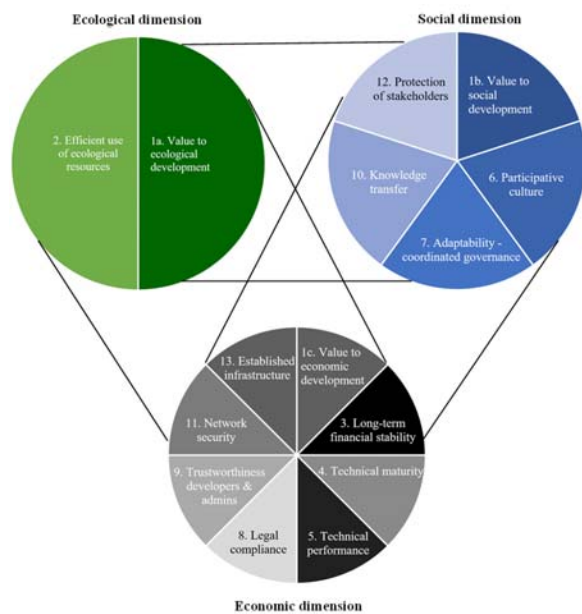 Ecological dimension
Social dimension
2. Efficient use
of ecological
resources
1a. Value to
ecological
development
12. Protection
of stakeholders
1b. Value to
social
development
10. Knowledge
transfer
6. Participative
culture
7. Adaptability -
coordinated governance
13. Established
infrastructure
1c. Value to
economic
development
11. Network
security
3. Long-term
financial stability
9. Trustworthiness
developers &
admins
4. Technical maturity
8. Legal
compliance
5. Technical
performance
Economic dimension